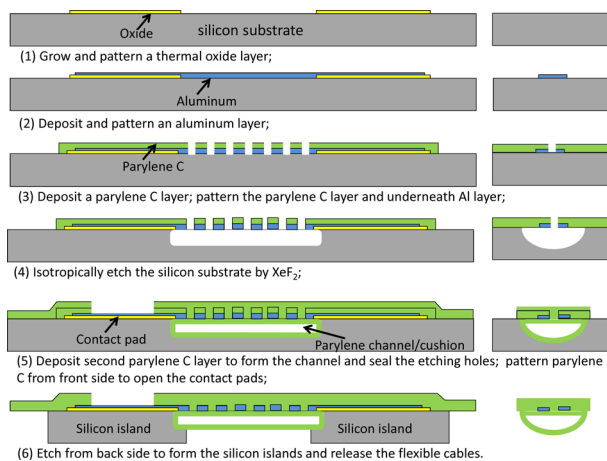 Oxide
silicon substrate
(1) Grow and pattern a thermal oxide layer;
Aluminum
(2) Deposit and pattern an aluminum layer;
Parylene C
(3) Deposit a parylene C layer; pattern the parylene C layer and underneath Al layer;
(4) Isotropically etch the silicon substrate by XeF₂;
Contact pad
Parylene channel/cushion
(5) Deposit second parylene C layer to form the channel and seal the etching holes; pattern parylene
C from front side to open the contact pads;
Silicon island
Silicon island
(6) Etch from back side to form the silicon islands and release the flexible cables.